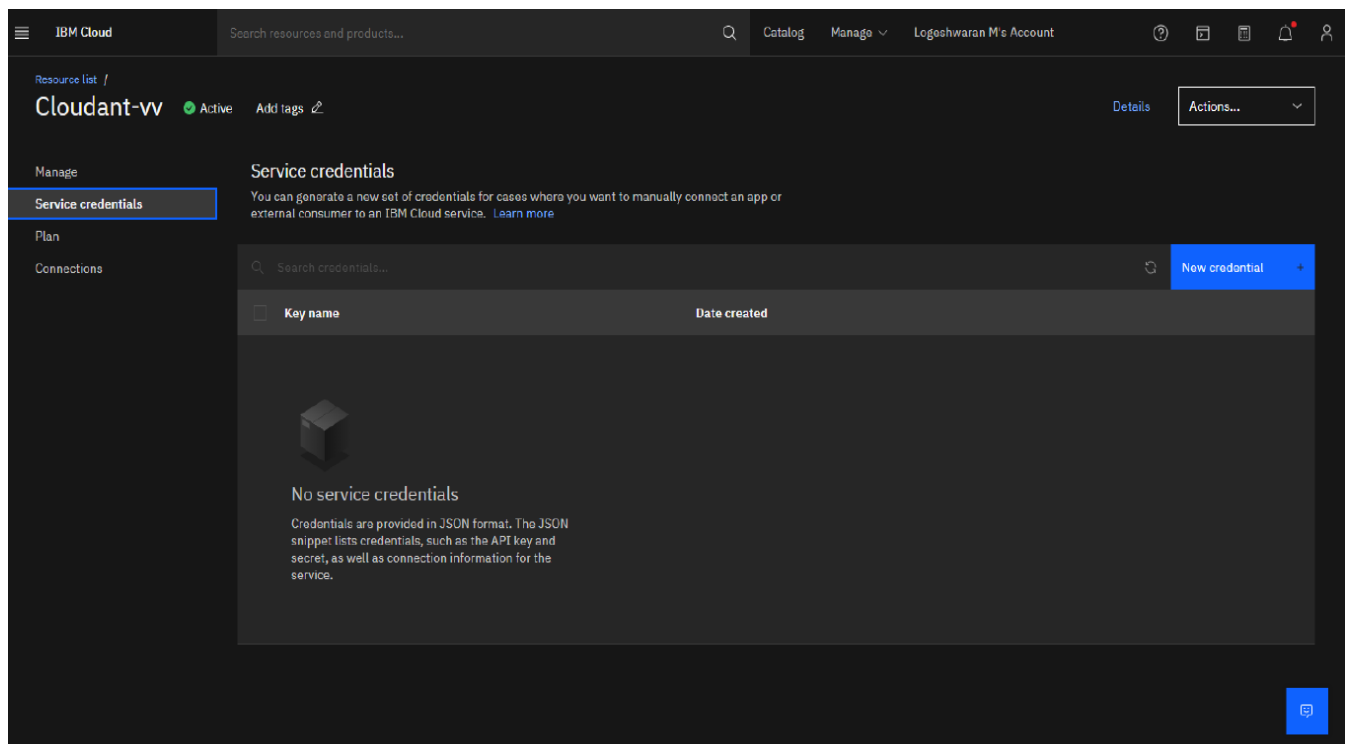 IBM Cloud
Search resources and products...
Catalog
Manage
Logeshwaran M's Account
Resource list /
Cloudant-vv
Active
Add tags
Details
Actions...
Manage
Service credentials
Plan
Connections
Service credentials
You can generate a new set of credentials for cases where you want to manually connect an app or
external consumer to an IBM Cloud service. Learn more
Search credentials...
New credential +
Key name
Date created
No service credentials
Credentials are provided in JSON format. The JSON
snippet lists credentials, such as the API key and
secret, as well as connection information for the
service.